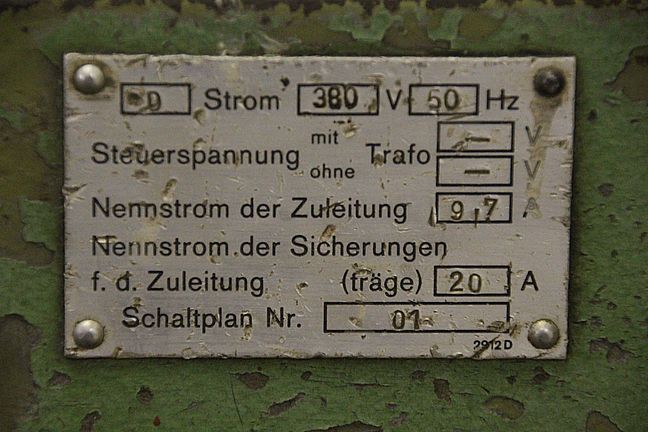 D Strom 380 V 50 Hz
Steuerspannung mit Trafo – V
ohne – V
Nennstrom der Zuleitung 9,7 A
Nennstrom der Sicherungen
f. d. Zuleitung (träge) 20 A
Schaltplan Nr. 01
2912D